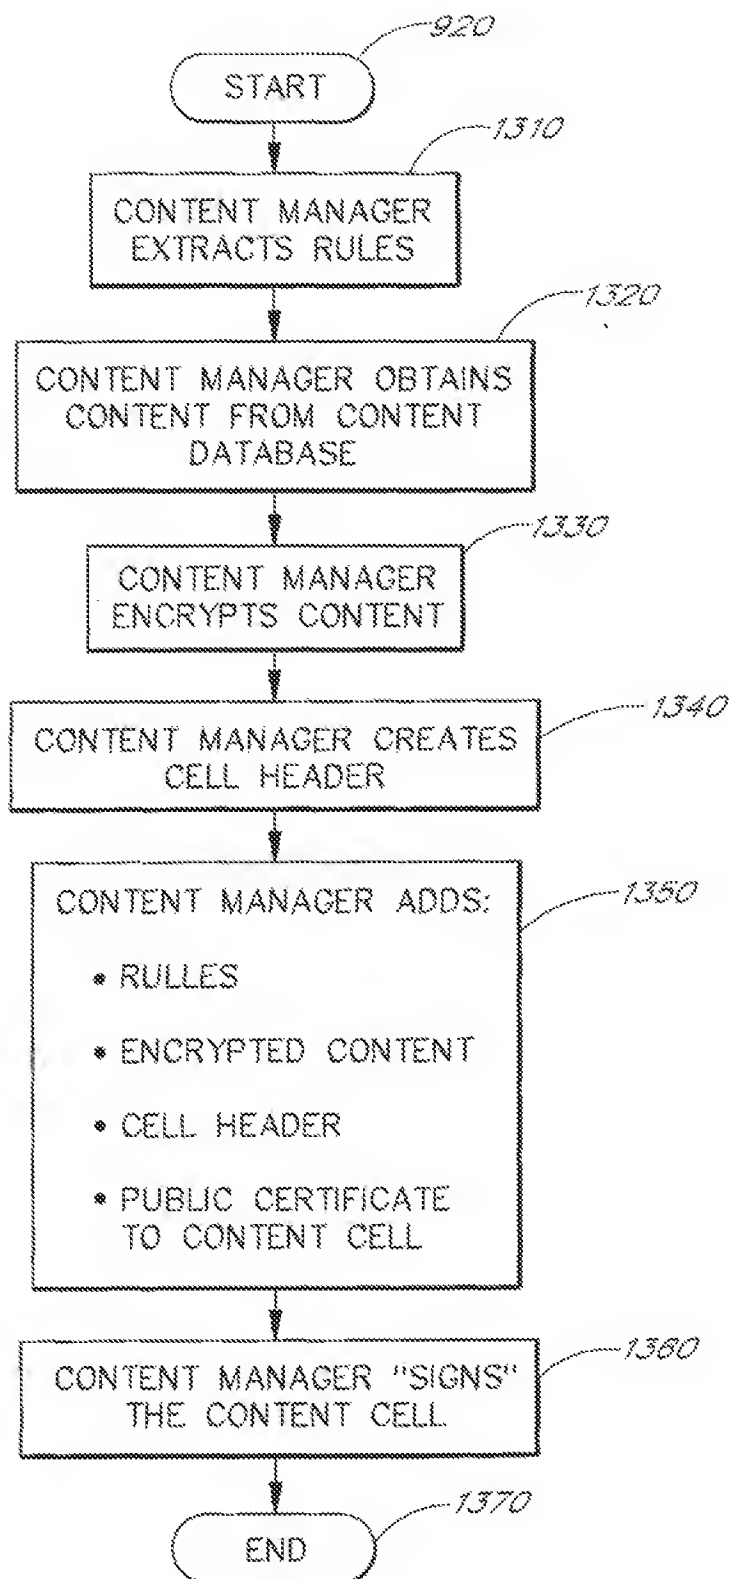 920
START
1310
CONTENT MANAGER
EXTRACTS RULES
1320
CONTENT MANAGER OBTAINS
CONTENT FROM CONTENT
DATABASE
1330
CONTENT MANAGER
ENCRYPTS CONTENT
1340
CONTENT MANAGER CREATES
CELL HEADER
1350
CONTENT MANAGER ADDS:
• RULLES
• ENCRYPTED CONTENT
• CELL HEADER
• PUBLIC CERTIFICATE
TO CONTENT CELL
1360
CONTENT MANAGER "SIGNS"
THE CONTENT CELL
1370
END